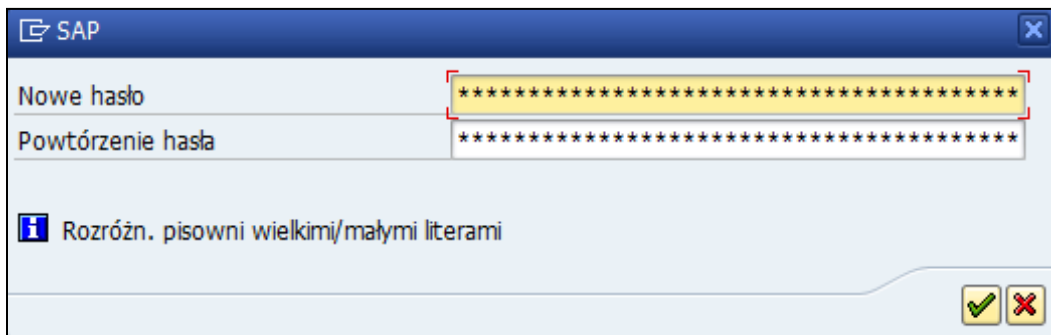 SAP
Nowe hasło ****************************************
Powtórzenie hasła ****************************************
Rozróżn. pisowni wielkimi/małymi literami